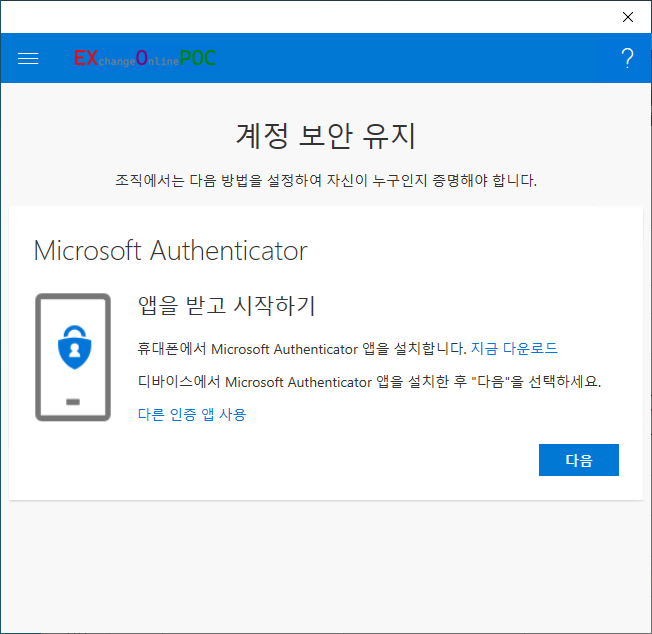 EXchangeOnlinePOC
?
계정 보안 유지
조직에서는 다음 방법을 설정하여 자신이 누구인지 증명해야 합니다.
Microsoft Authenticator
앱을 받고 시작하기
휴대폰에서 Microsoft Authenticator 앱을 설치합니다. 지금 다운로드
디바이스에서 Microsoft Authenticator 앱을 설치한 후 "다음"을 선택하세요.
다른 인증 앱 사용
다음